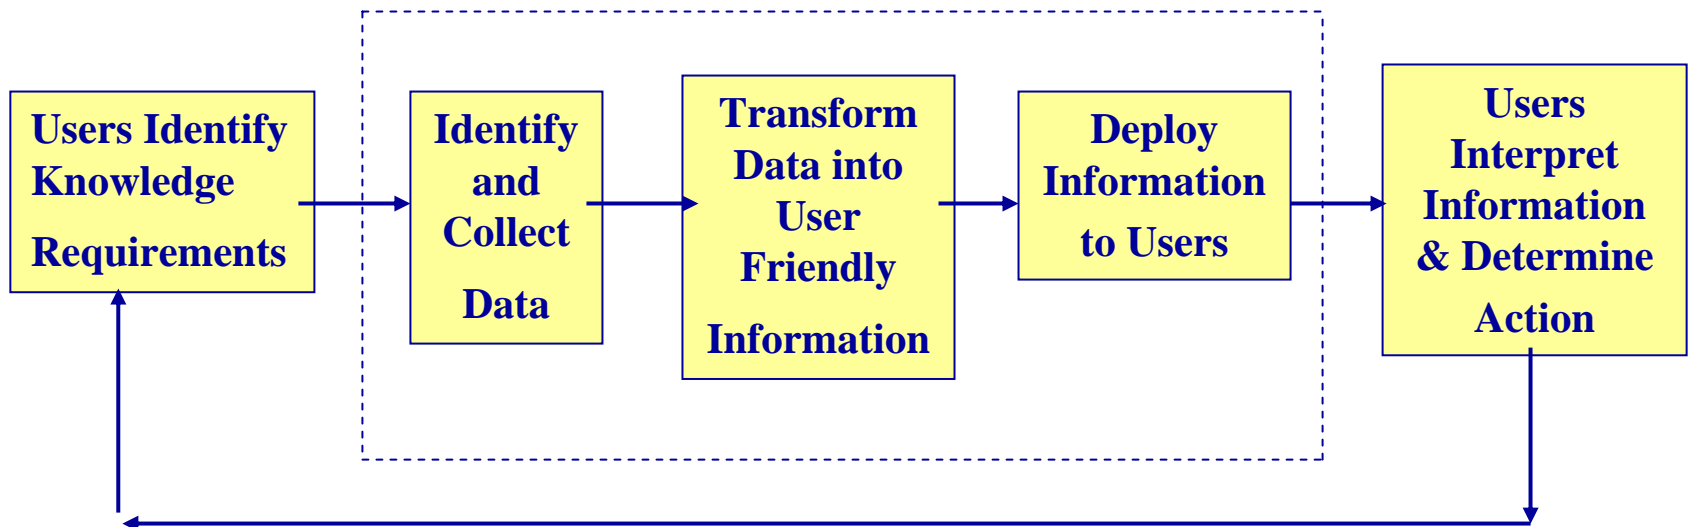 Users Identify
Knowledge
Requirements
Identify
and
Collect
Data
Transform
Data into
User
Friendly
Information
Deploy
Information
to Users
Users
Interpret
Information
& Determine
Action